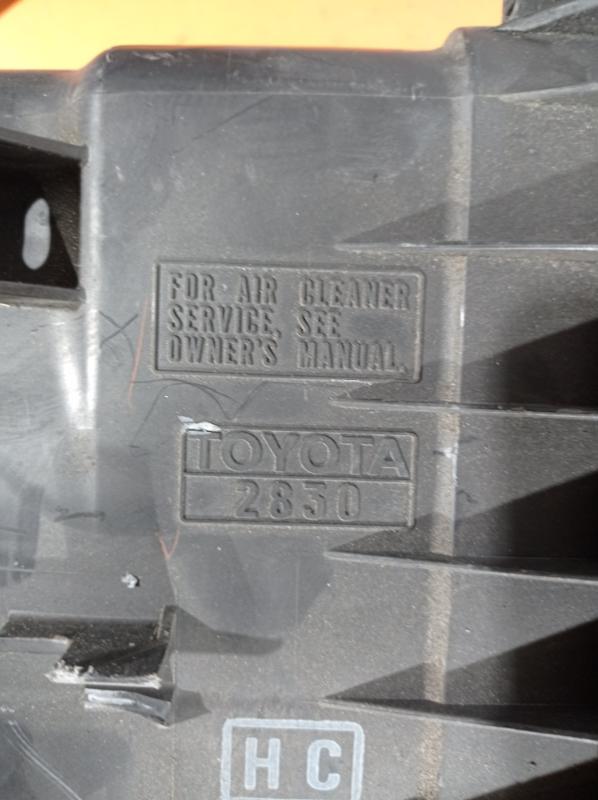 FOR AIR CLEANER
SERVICE, SEE
OWNER'S MANUAL.
TOYOTA
2830
HC